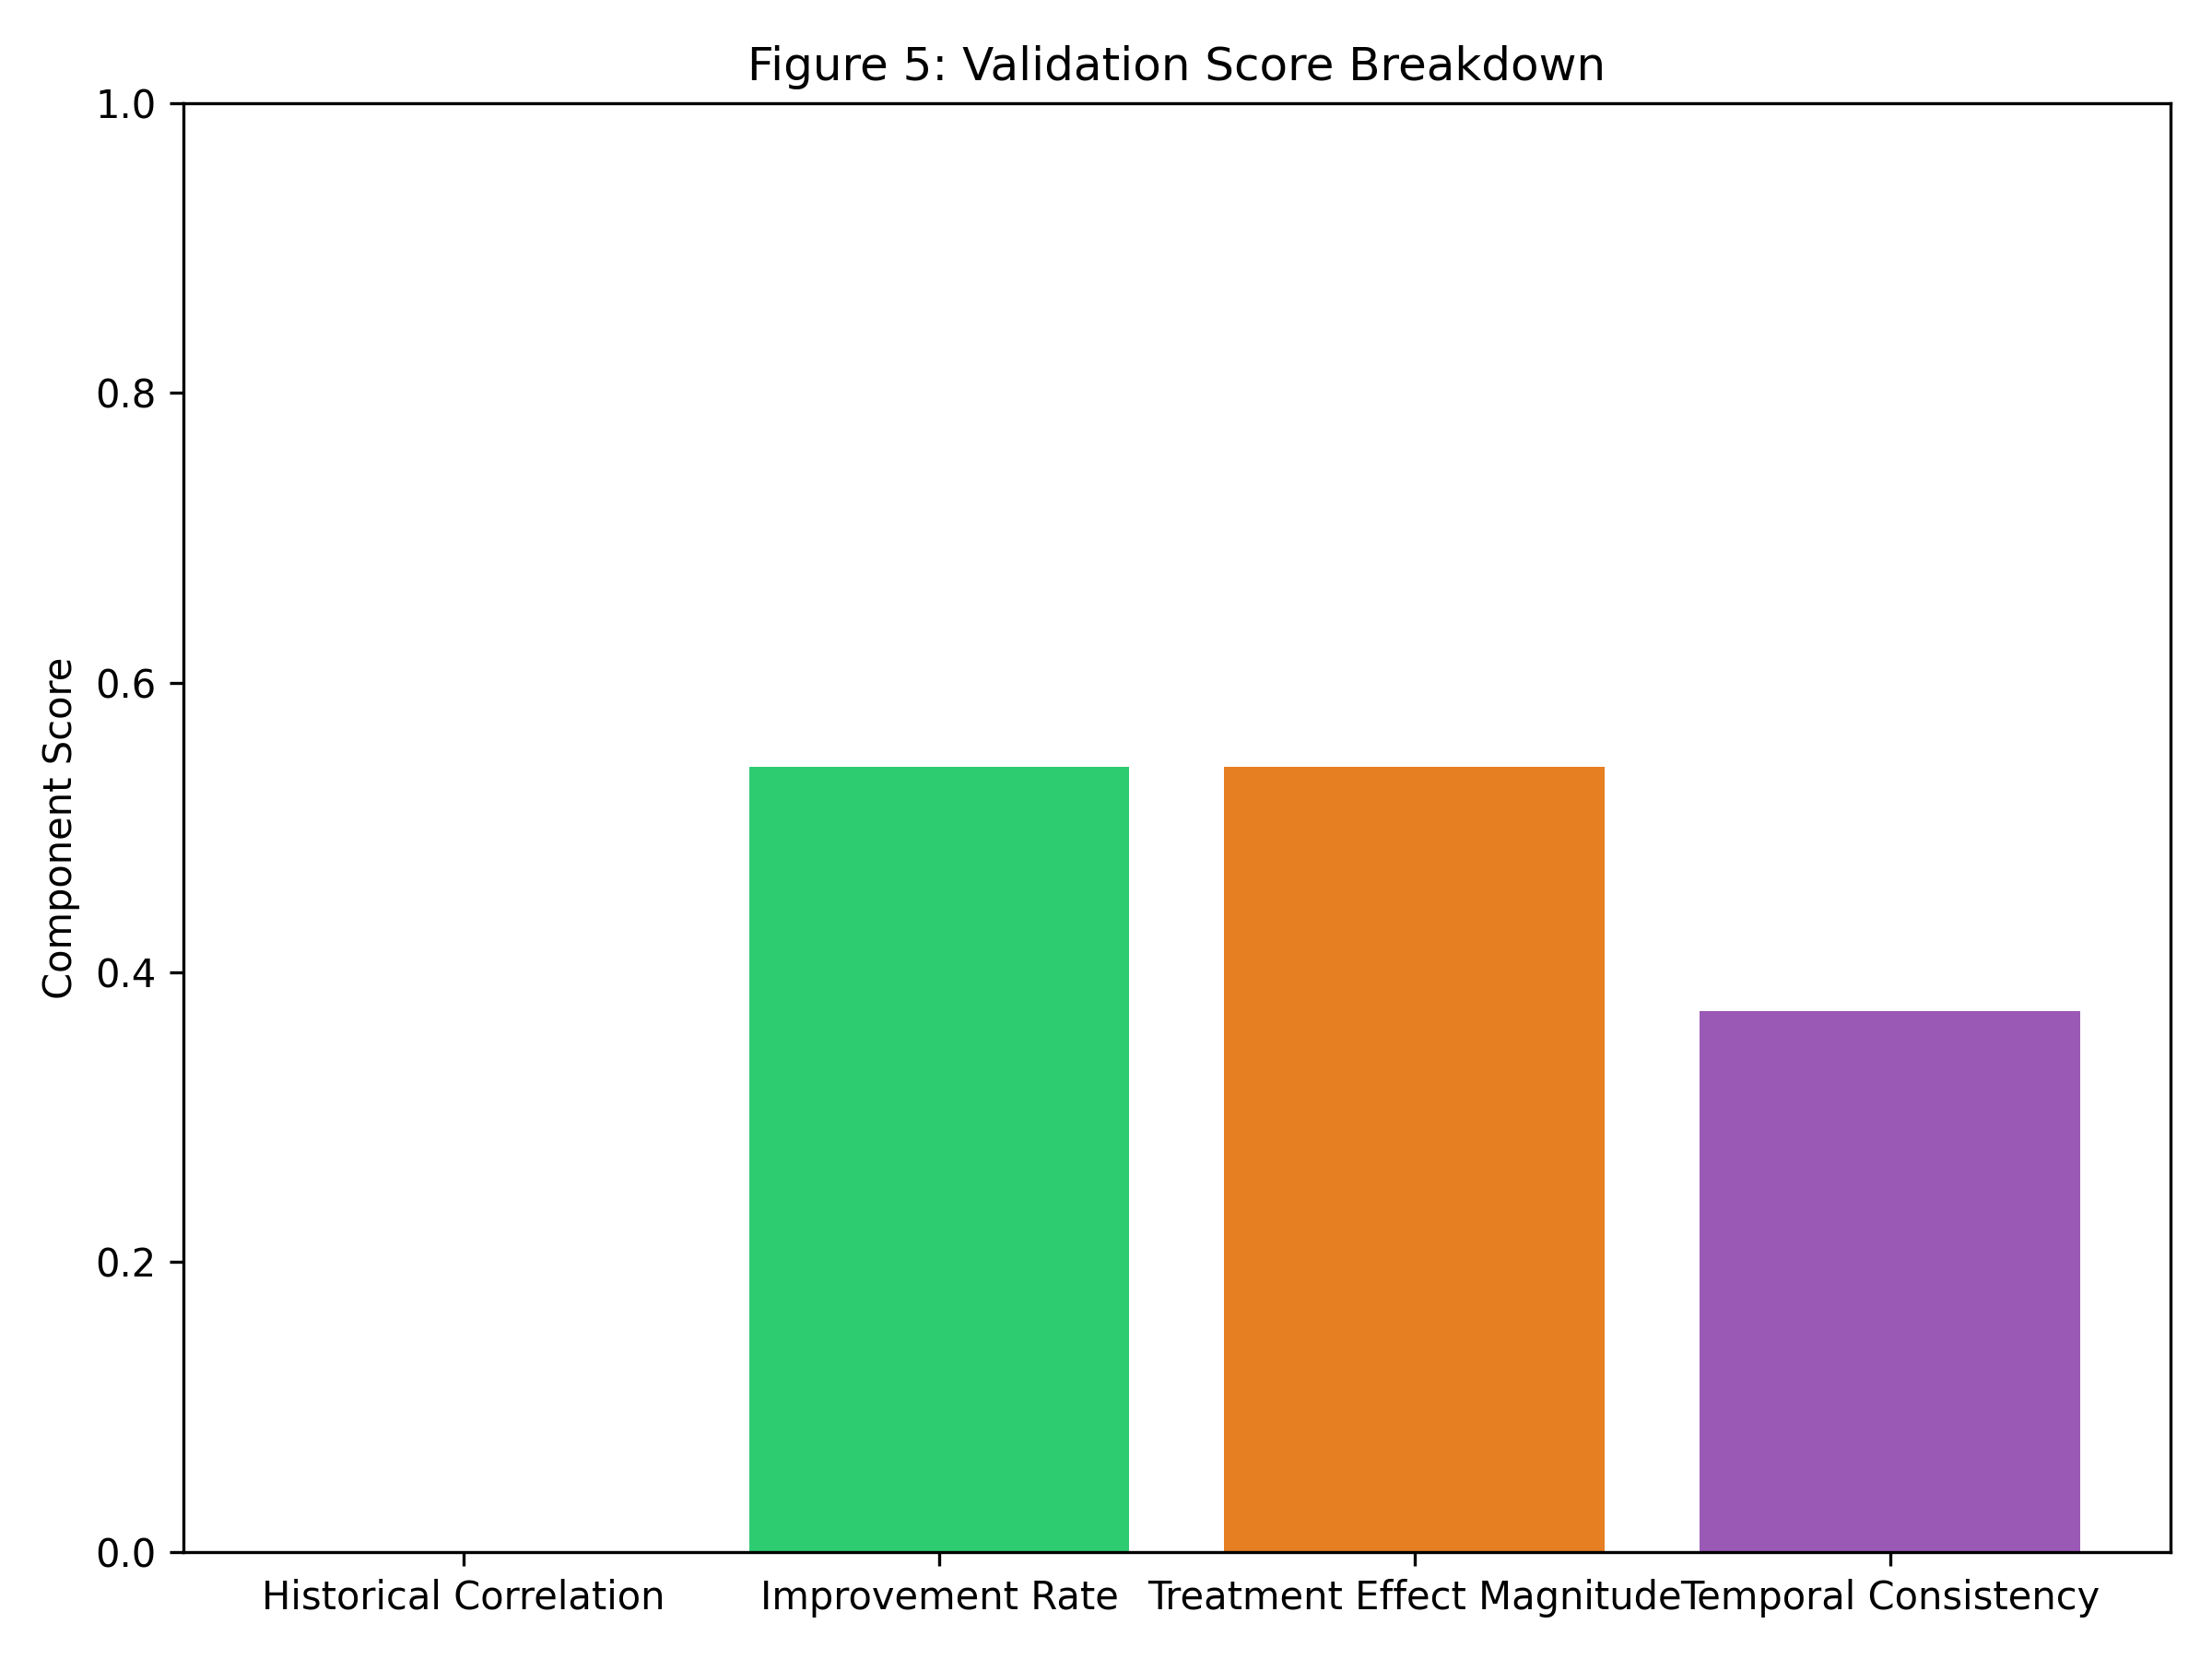 Figure 5: Validation Score Breakdown
1.0
0.8
0.6
0.4
0.2
0.0
Component Score
Historical Correlation
Improvement Rate
Treatment Effect Magnitude
Temporal Consistency